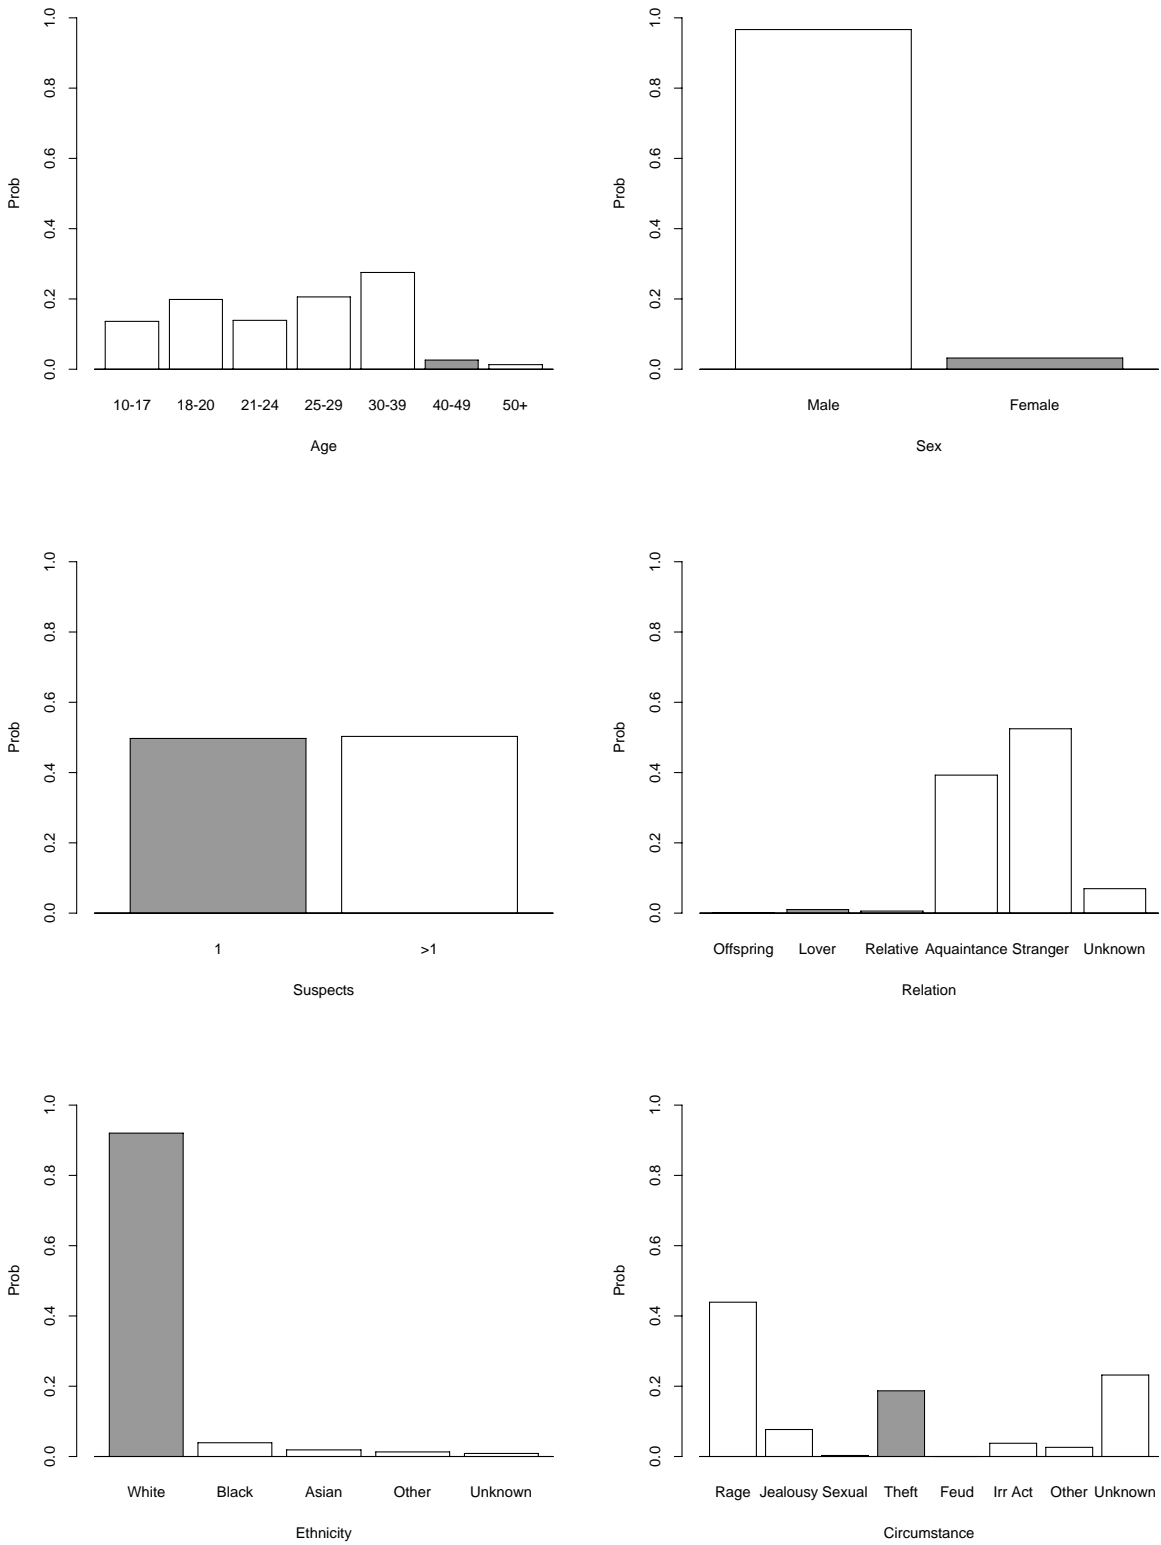 1.0
0.8
0.6
0.4
0.2
0.0
Prob
10-17 18-20 21-24 25-29 30-39 40-49 50+
Age
1.0
0.8
0.6
0.4
0.2
0.0
Prob
Male Female
Sex
1.0
0.8
0.6
0.4
0.2
0.0
Prob
1 >1
Suspects
1.0
0.8
0.6
0.4
0.2
0.0
Prob
Offspring Lover Relative Aquaintance Stranger Unknown
Relation
1.0
0.8
0.6
0.4
0.2
0.0
Prob
White Black Asian Other Unknown
Ethnicity
1.0
0.8
0.6
0.4
0.2
0.0
Prob
Rage Jealousy Sexual Theft Feud Irr Act Other Unknown
Circumstance